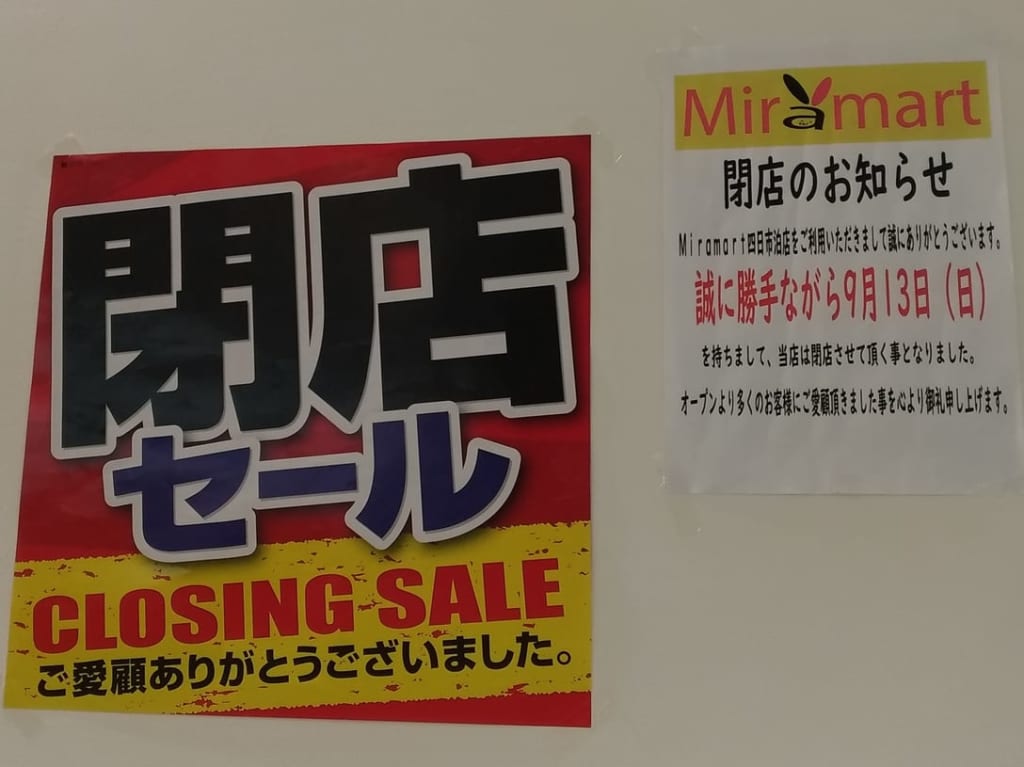 閉店
セール
CLOSING SALE
ご愛顧ありがとうございました。
Miramart
閉店のお知らせ
Miramart四日市泊店をご利用いただきまして誠にありがとうございます。
誠に勝手ながら9月13日（日）
を持ちまして、当店は閉店させて頂く事となりました。
オープンより多くのお客様にご愛顧頂きました事を心より御礼申し上げます。